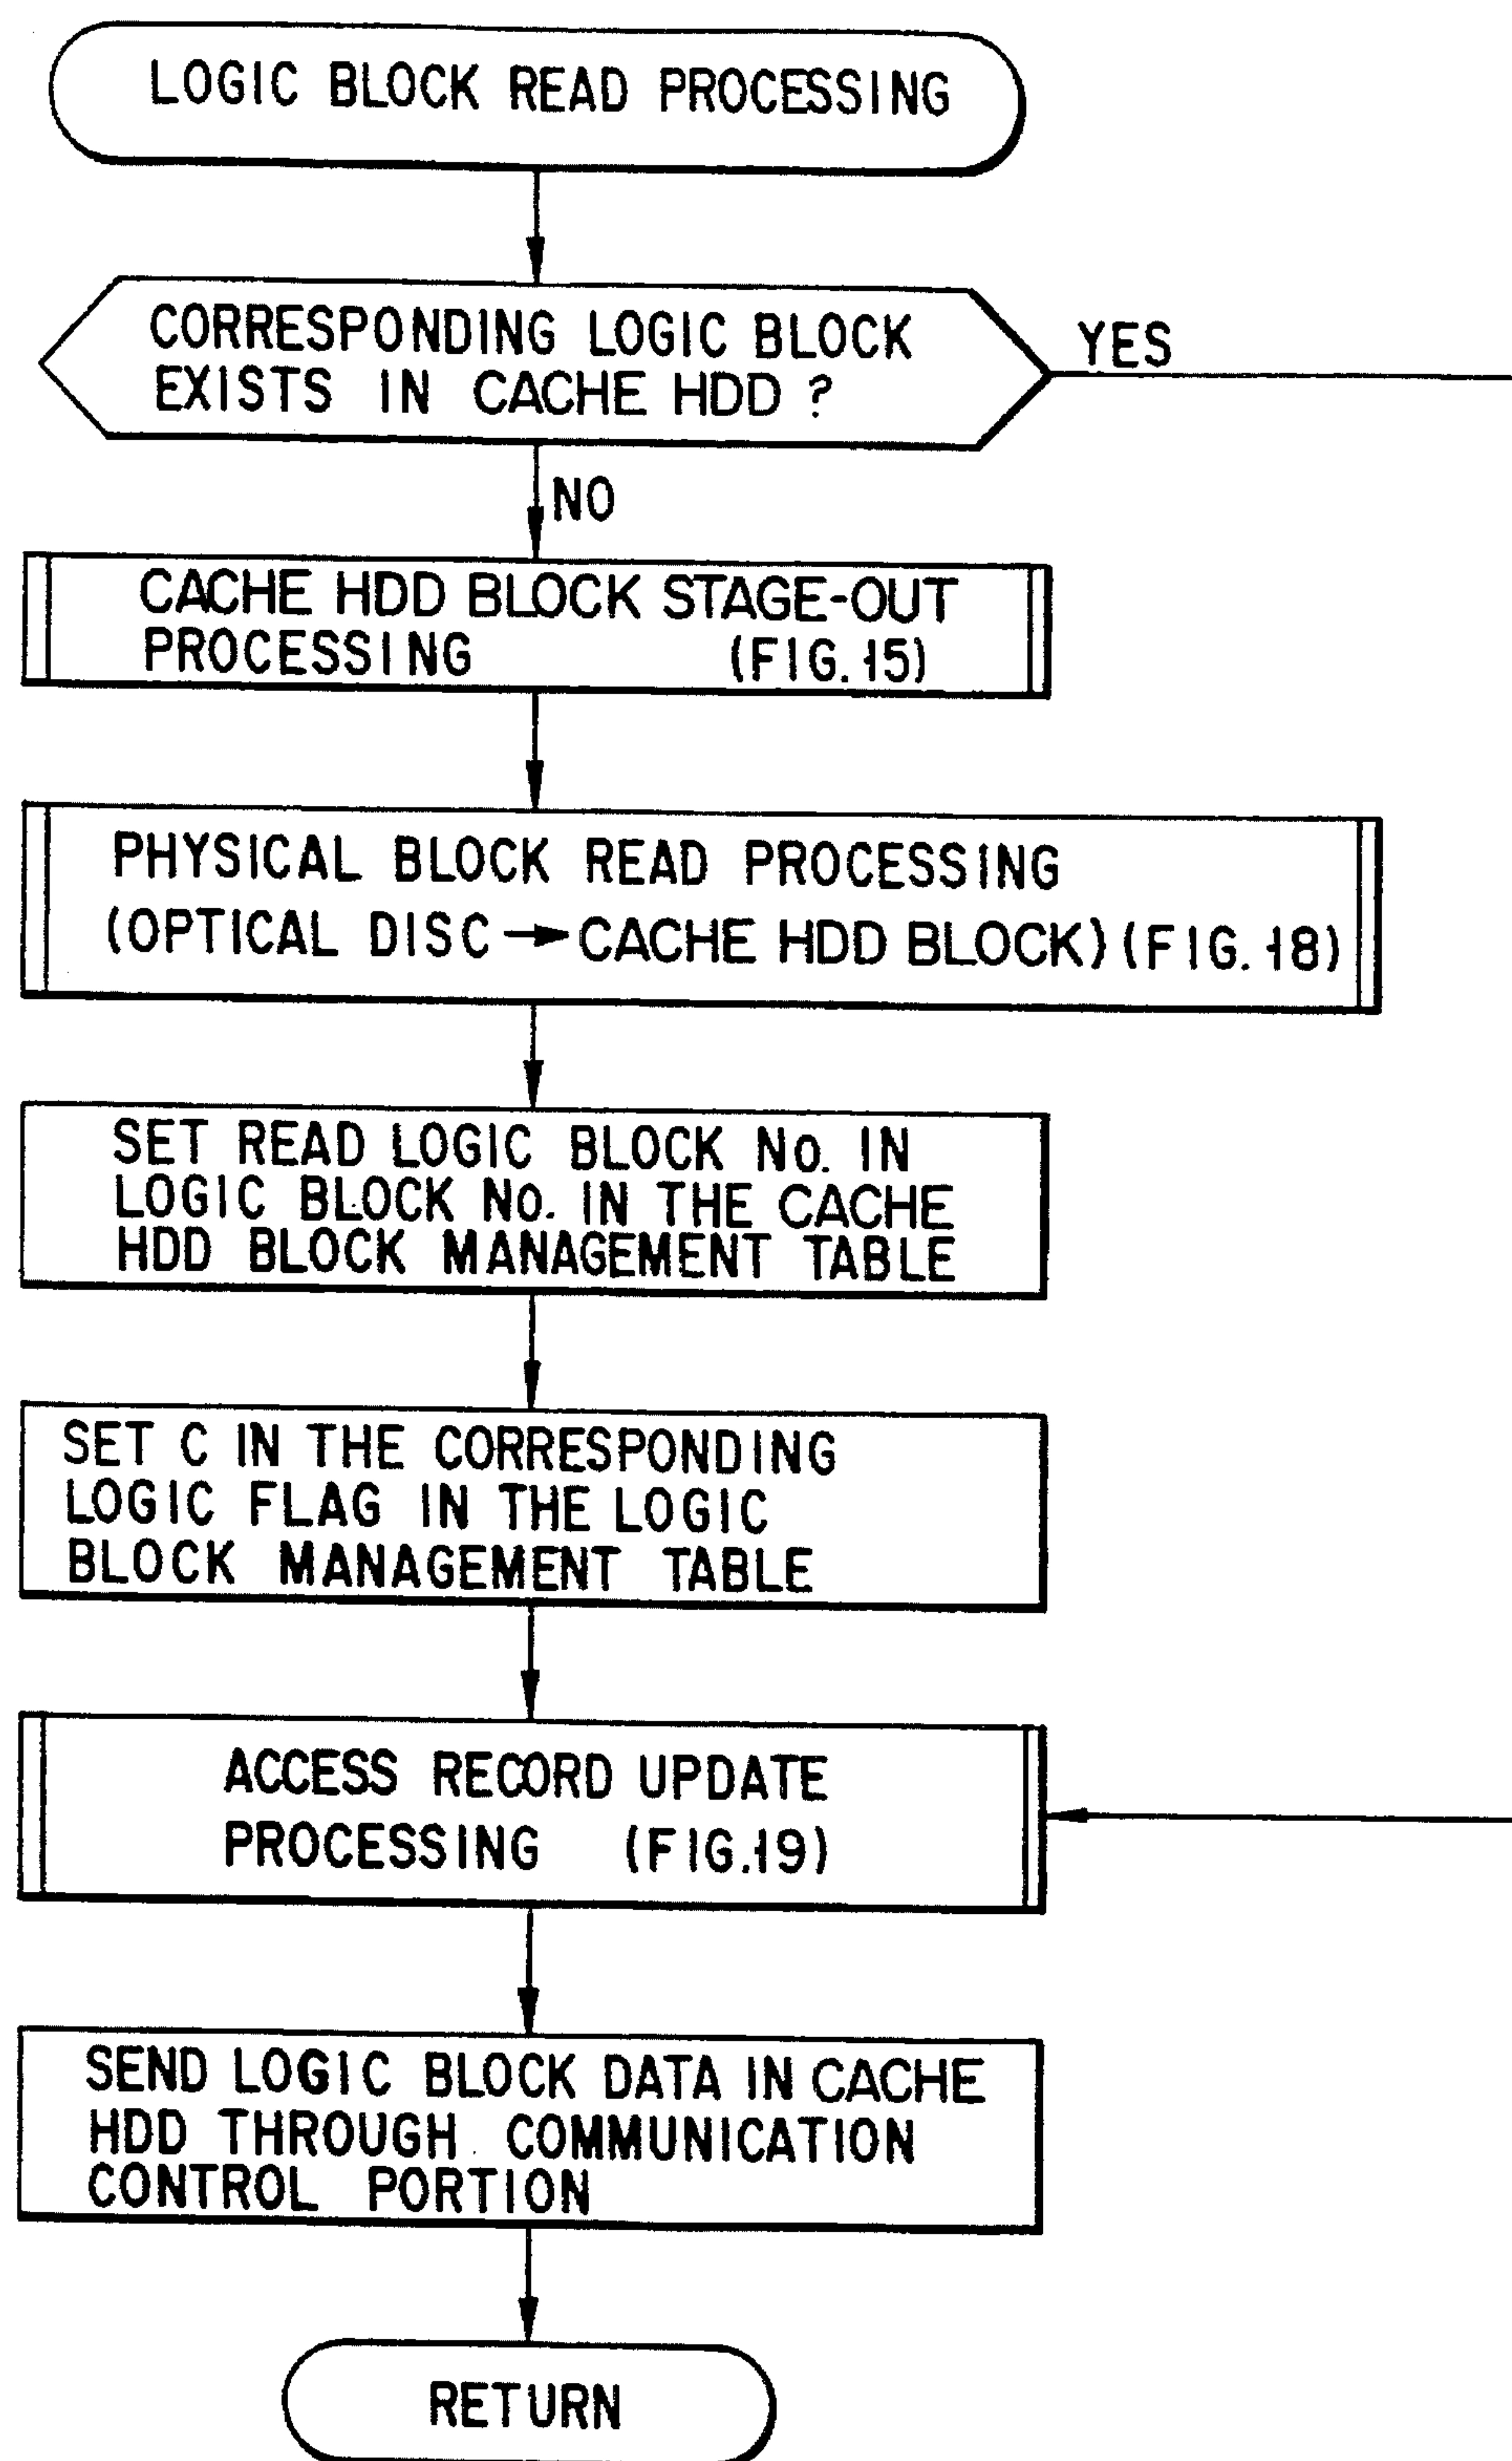 LOGIC BLOCK READ PROCESSING
CORRESPONDING LOGIC BLOCK
EXISTS IN CACHE HDD ?
YES
NO
CACHE HDD BLOCK STAGE-OUT
PROCESSING (FIG. 15)
PHYSICAL BLOCK READ PROCESSING
(OPTICAL DISC → CACHE HDD BLOCK) (FIG. 18)
SET READ LOGIC BLOCK No. IN
LOGIC BLOCK No. IN THE CACHE
HDD BLOCK MANAGEMENT TABLE
SET C IN THE CORRESPONDING
LOGIC FLAG IN THE LOGIC
BLOCK MANAGEMENT TABLE
ACCESS RECORD UPDATE
PROCESSING (FIG. 19)
SEND LOGIC BLOCK DATA IN CACHE
HDD THROUGH COMMUNICATION
CONTROL PORTION
RETURN